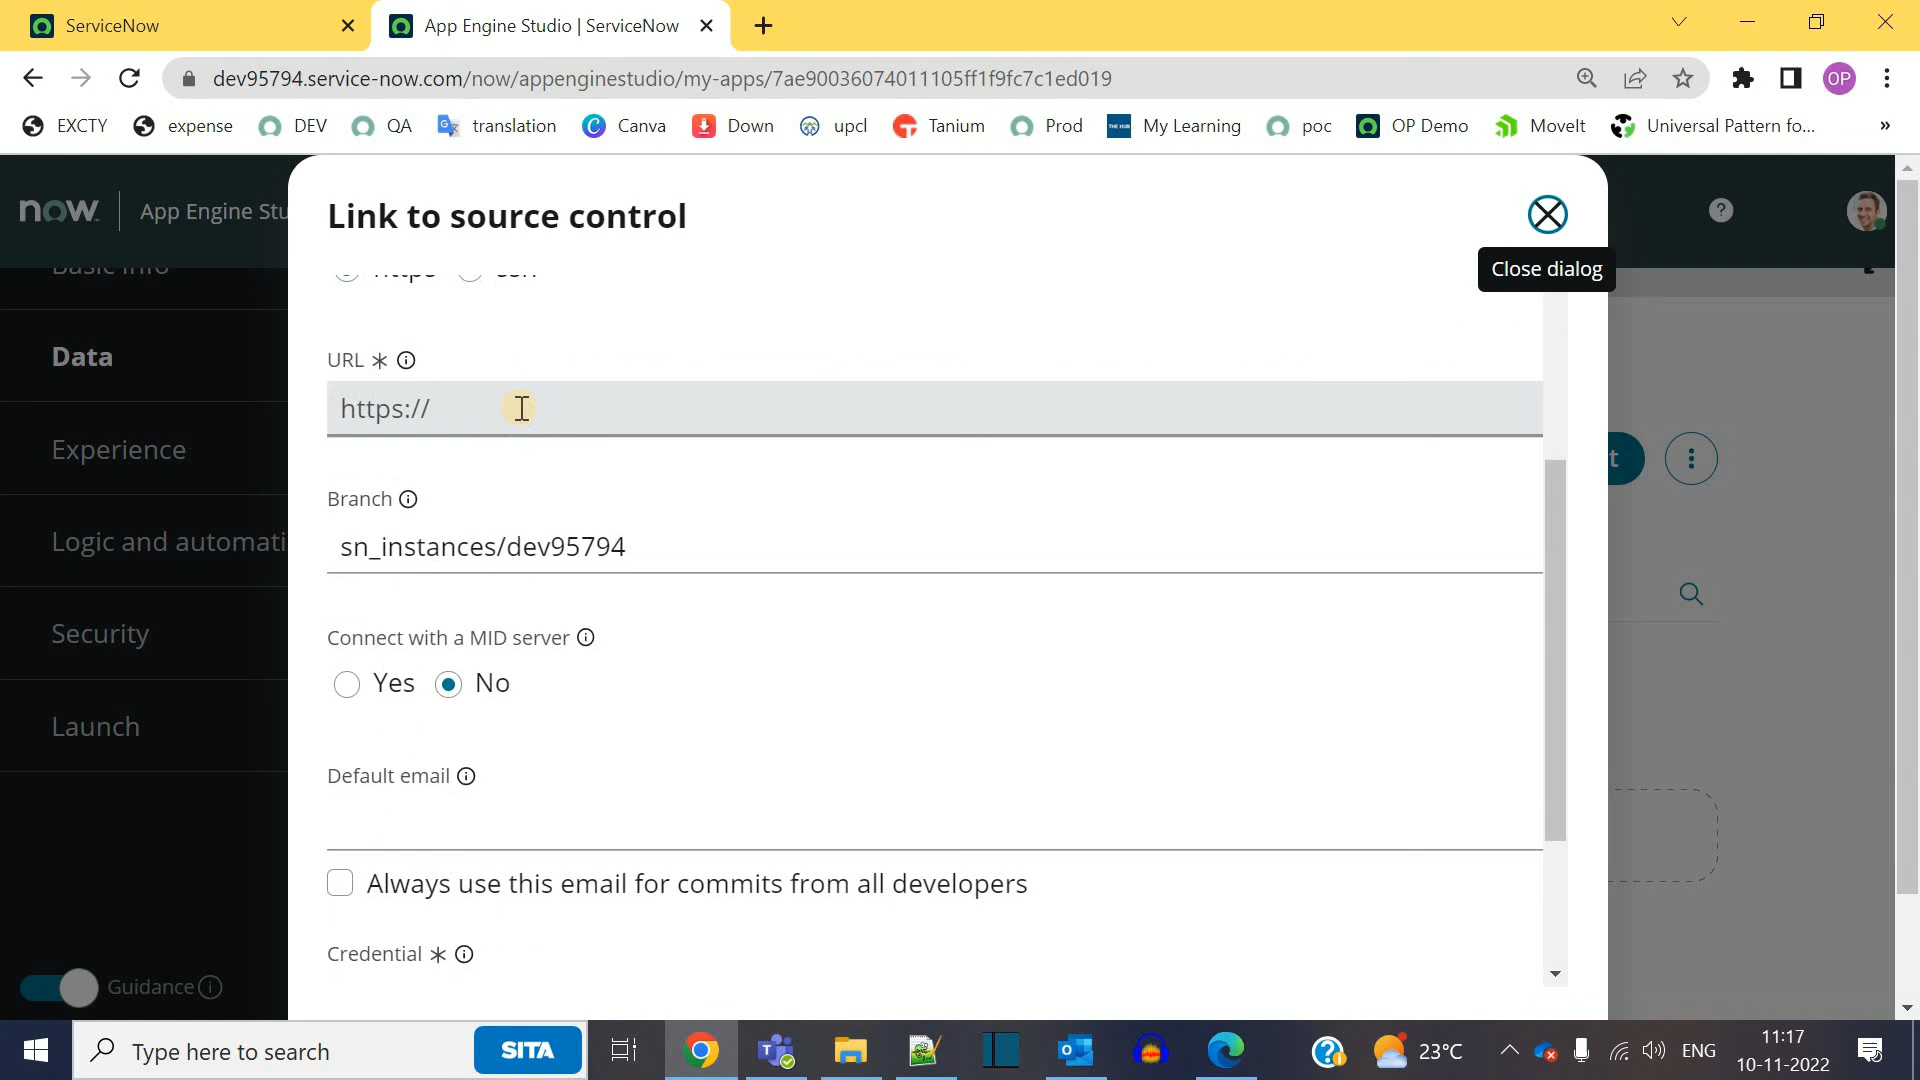 ServiceNow
App Engine Studio | ServiceNow
dev95794.service-now.com/now/appenginestudio/my-apps/7ae90036074011105ff1f9fc7c1ed019
OP
EXCTY
expense
DEV
QA
translation
Canva
Down
upcl
Tanium
Prod
My Learning
poc
OP Demo
MoveIt
Universal Pattern fo...
»
now
App Engine Stu
Link to source control
Close dialog
Basic info
Data
Experience
Logic and automati
Security
Launch
Guidance
https
ssh
URL *
https://
Branch
sn_instances/dev95794
Connect with a MID server
Yes
No
Default email
Always use this email for commits from all developers
Credential *
t
Type here to search
SITA
23°C
ENG
11:17
10-11-2022